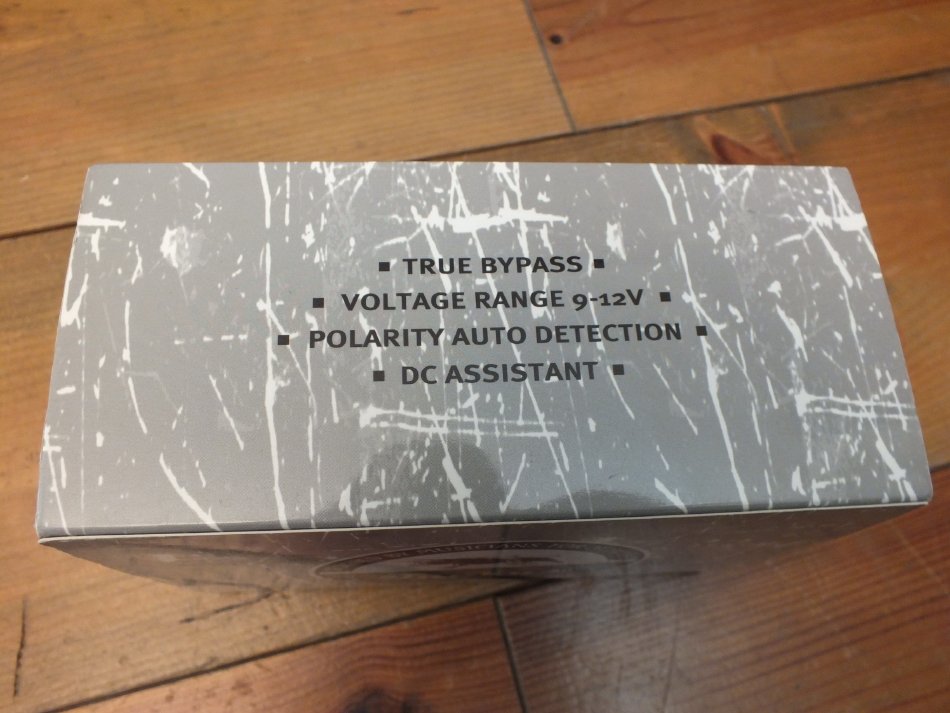 ▪ TRUE BYPASS ▪
▪ VOLTAGE RANGE 9-12V ▪
▪ POLARITY AUTO DETECTION ▪
▪ DC ASSISTANT ▪